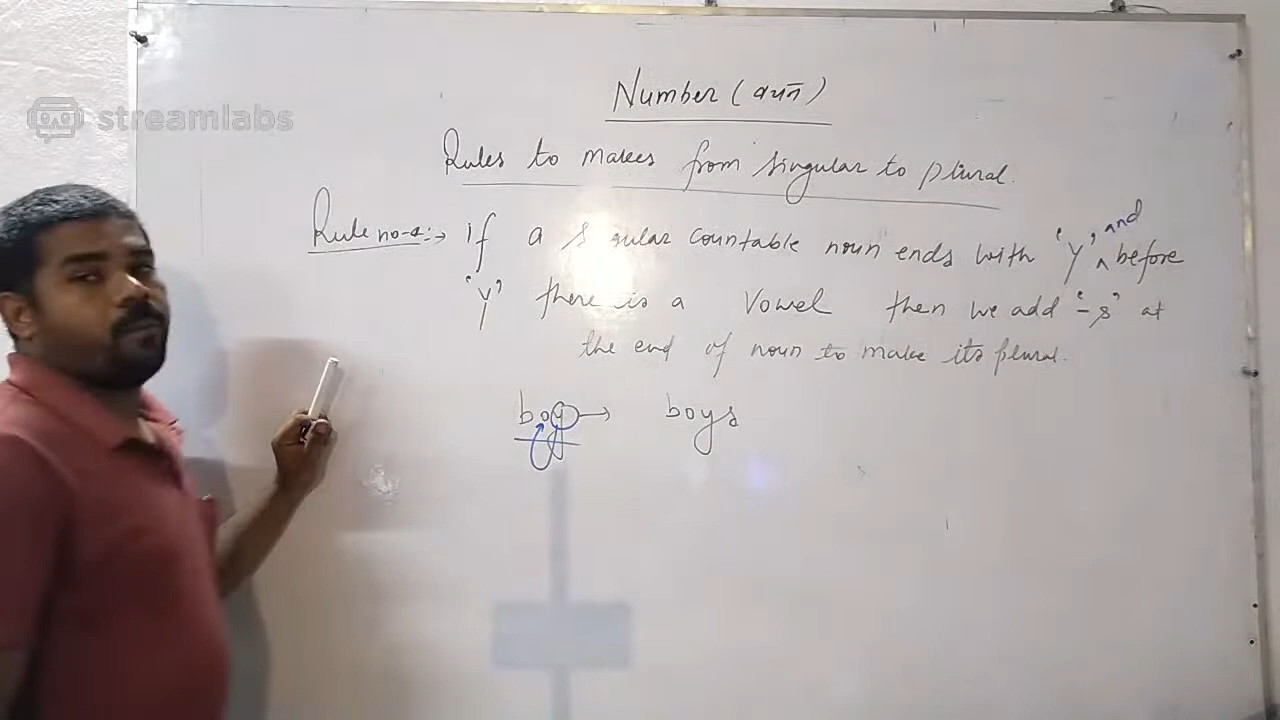 streamlabs
Number (वचन)
Rules to makes from singular to plural.
Rule no-4:→ if a s gular countable noun ends with 'y' and before
'y' there is a vowel then we add '-s' at
the end of noun to make its plural.
boy → boys